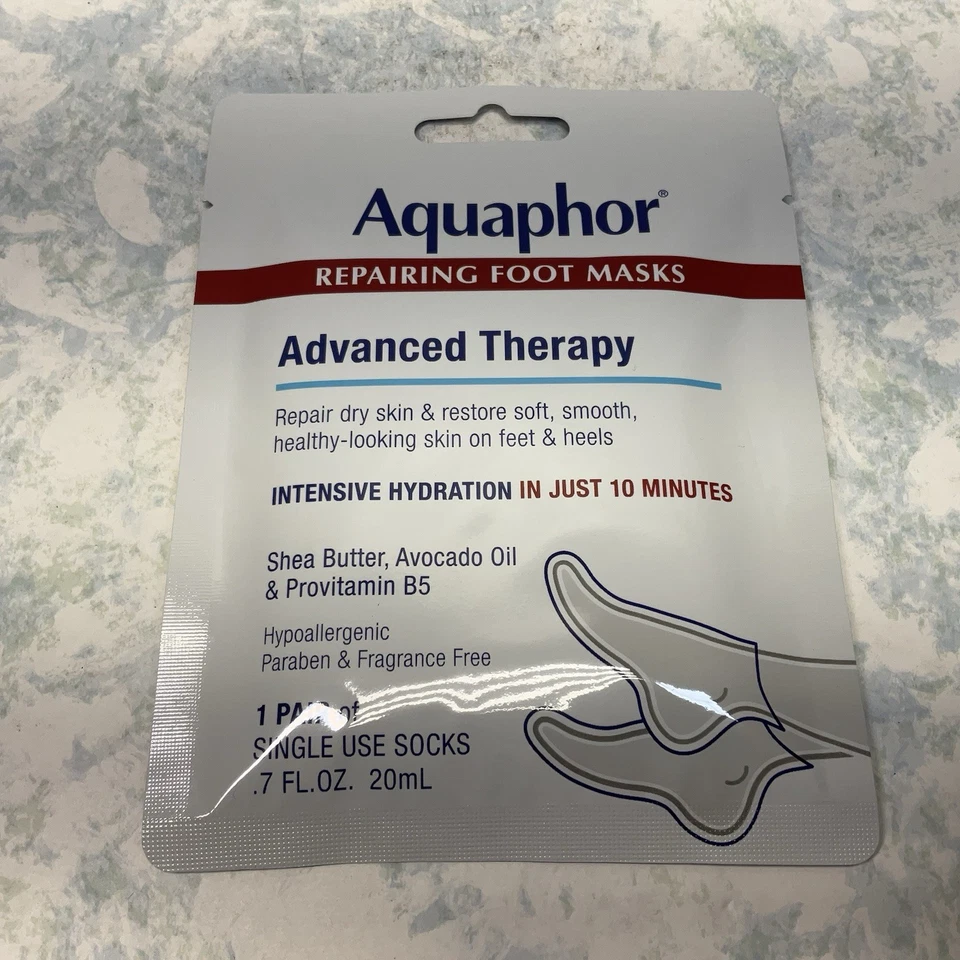 Aquaphor®
REPAIRING FOOT MASKS
Advanced Therapy
Repair dry skin & restore soft, smooth,
healthy-looking skin on feet & heels
INTENSIVE HYDRATION IN JUST 10 MINUTES
Shea Butter, Avocado Oil
& Provitamin B5
Hypoallergenic
Paraben & Fragrance Free
1 PAIR of
SINGLE USE SOCKS
.7 FL.OZ. 20mL